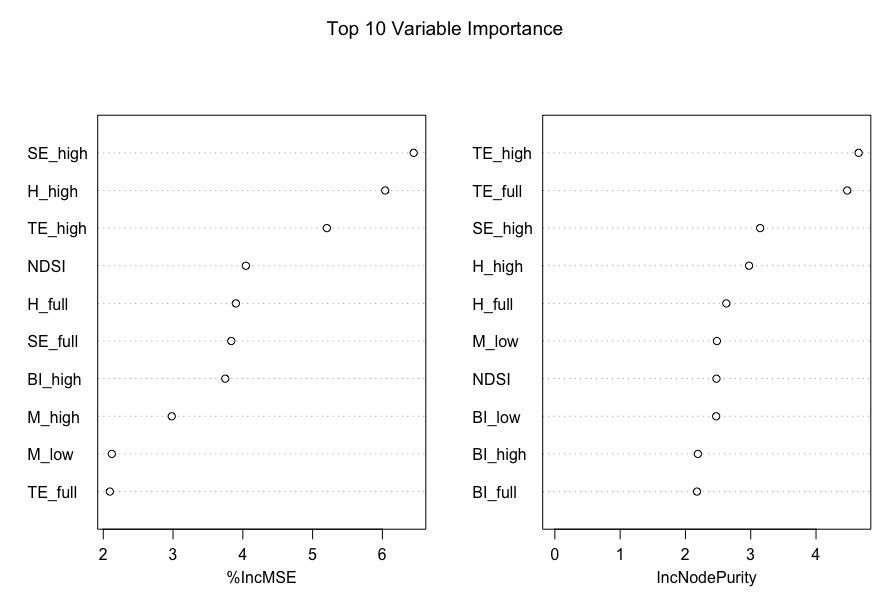 Top 10 Variable Importance
SE_high
H_high
TE_high
NDSI
H_full
SE_full
BI_high
M_high
M_low
TE_full
2 3 4 5 6
%IncMSE
TE_high
TE_full
SE_high
H_high
H_full
M_low
NDSI
BI_low
BI_high
BI_full
0 1 2 3 4
IncNodePurity